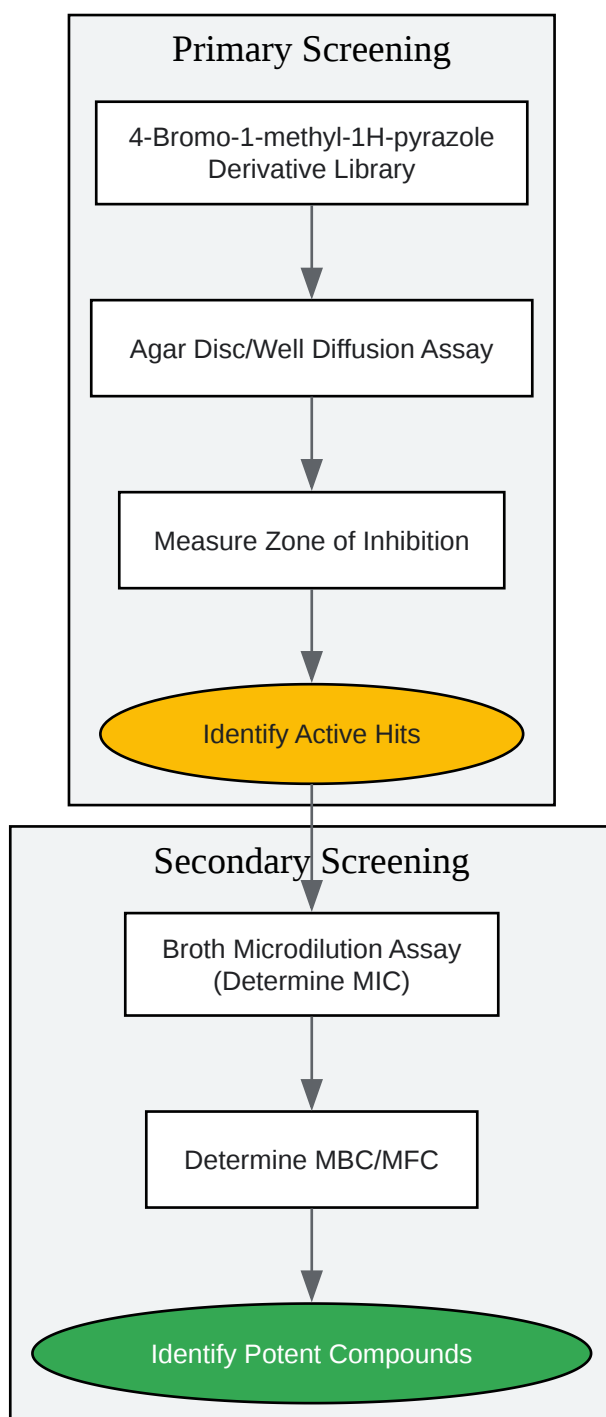 Primary Screening
4-Bromo-1-methyl-1H-pyrazole
Derivative Library
Agar Disc/Well Diffusion Assay
Measure Zone of Inhibition
Identify Active Hits
Secondary Screening
Broth Microdilution Assay
(Determine MIC)
Determine MBC/MFC
Identify Potent Compounds